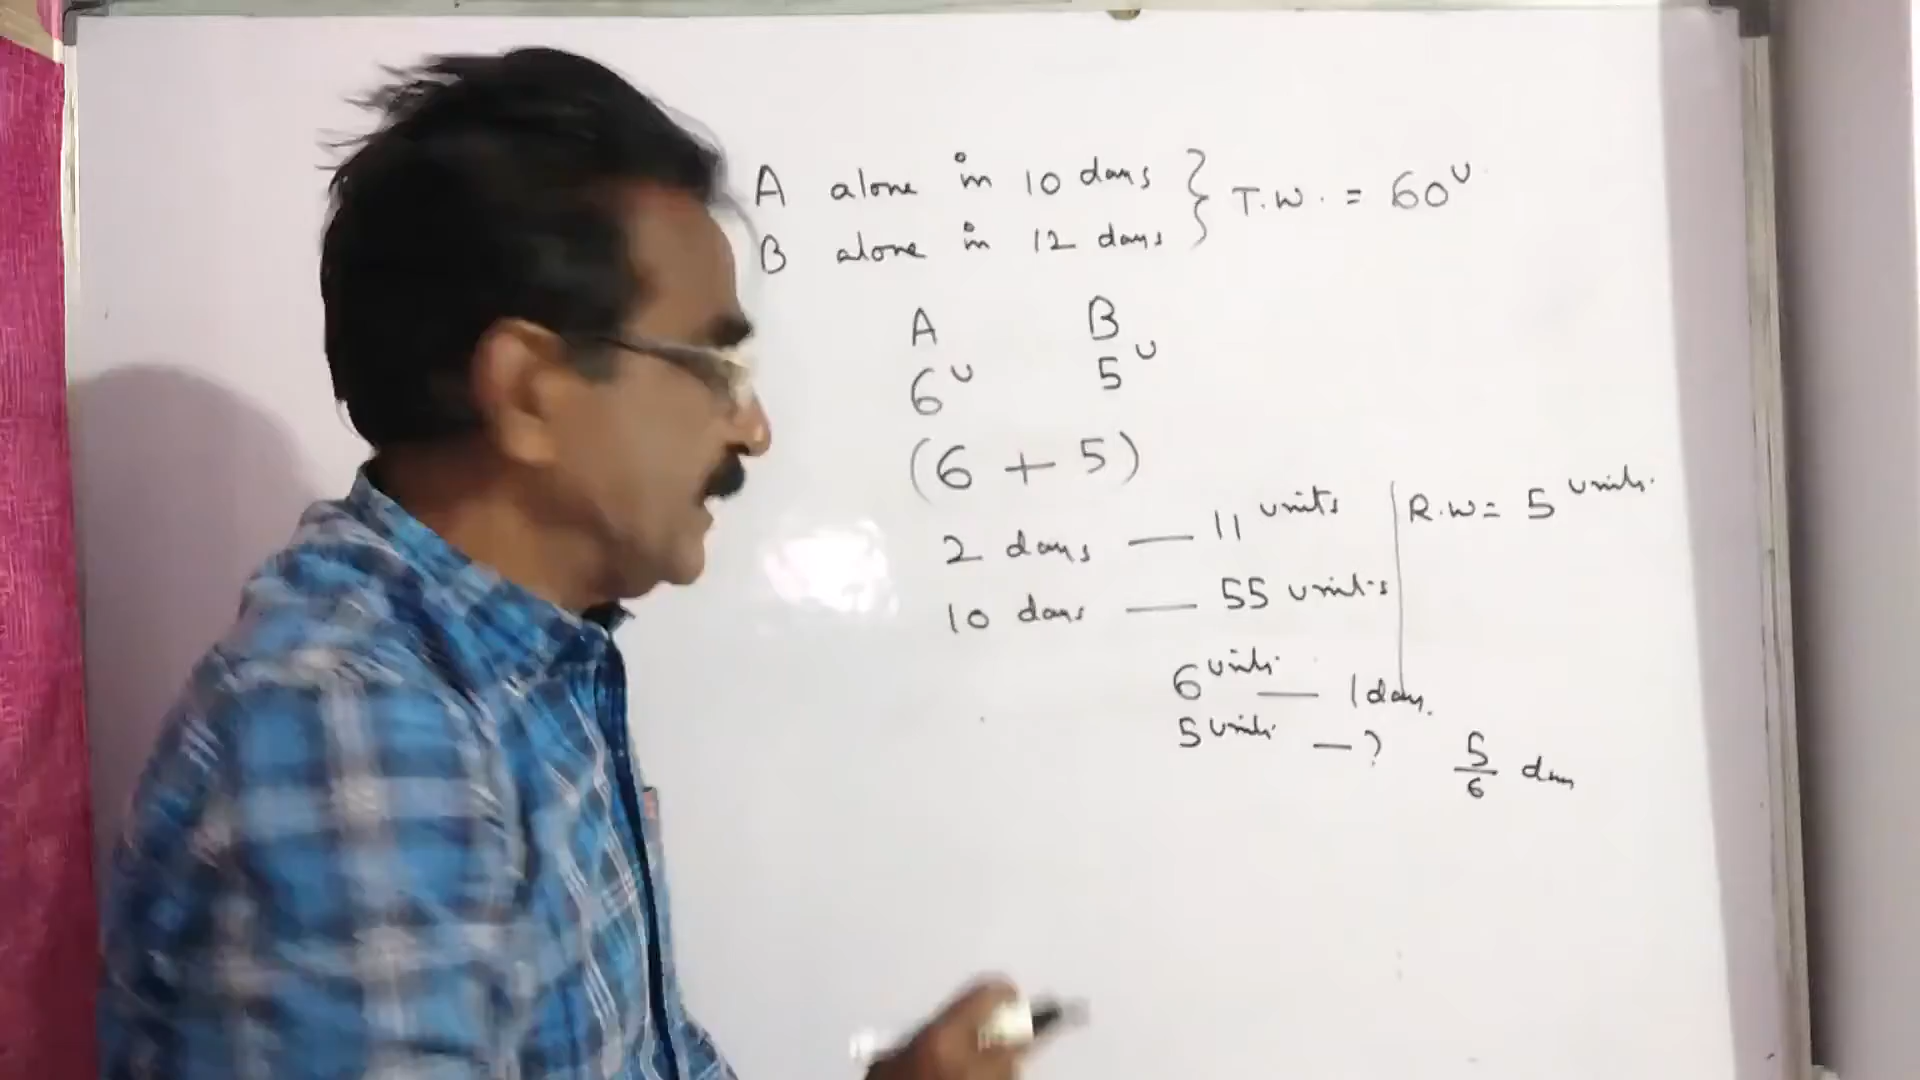 A alone in 10 days } T.W. = 60 U
B alone in 12 days
A B
6 U 5 U
(6 + 5)
2 days — 11 units R.W = 5 units.
10 days — 55 units
6 units — 1 day.
5 units — ? 5/6 day